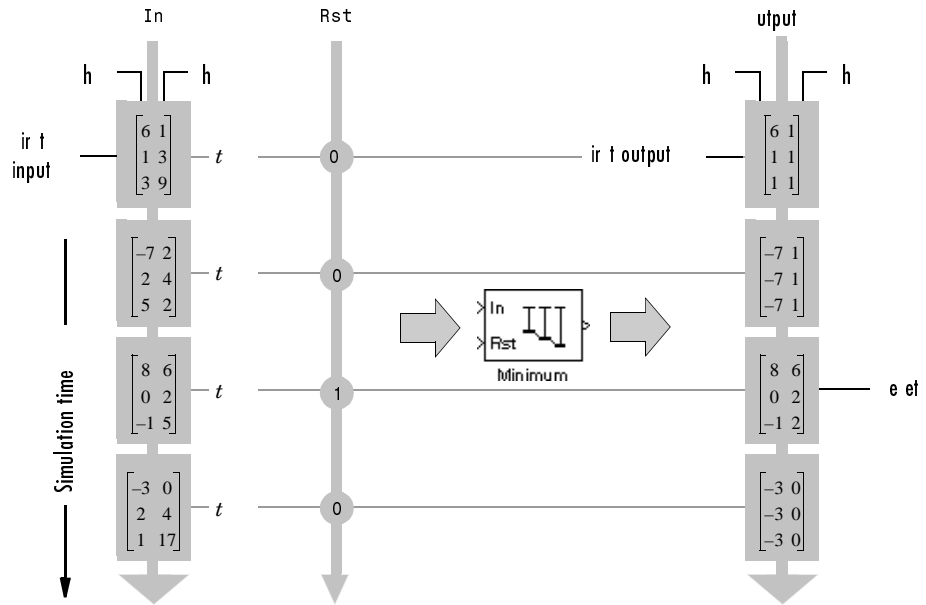 In Rst utput
h h h h
6 1 6 1
ir t
input
1 3 t 0 ir t output 1 1
3 9 1 1
–7 2 –7 1
2 4 t 0 –7 1
5 2 –7 1
In
Rst
Minimum
8 6 8 6
0 2 t 1 0 2 e et
–1 5 –1 2
Simulation time
–3 0 –3 0
2 4 t 0 –3 0
1 17 –3 0